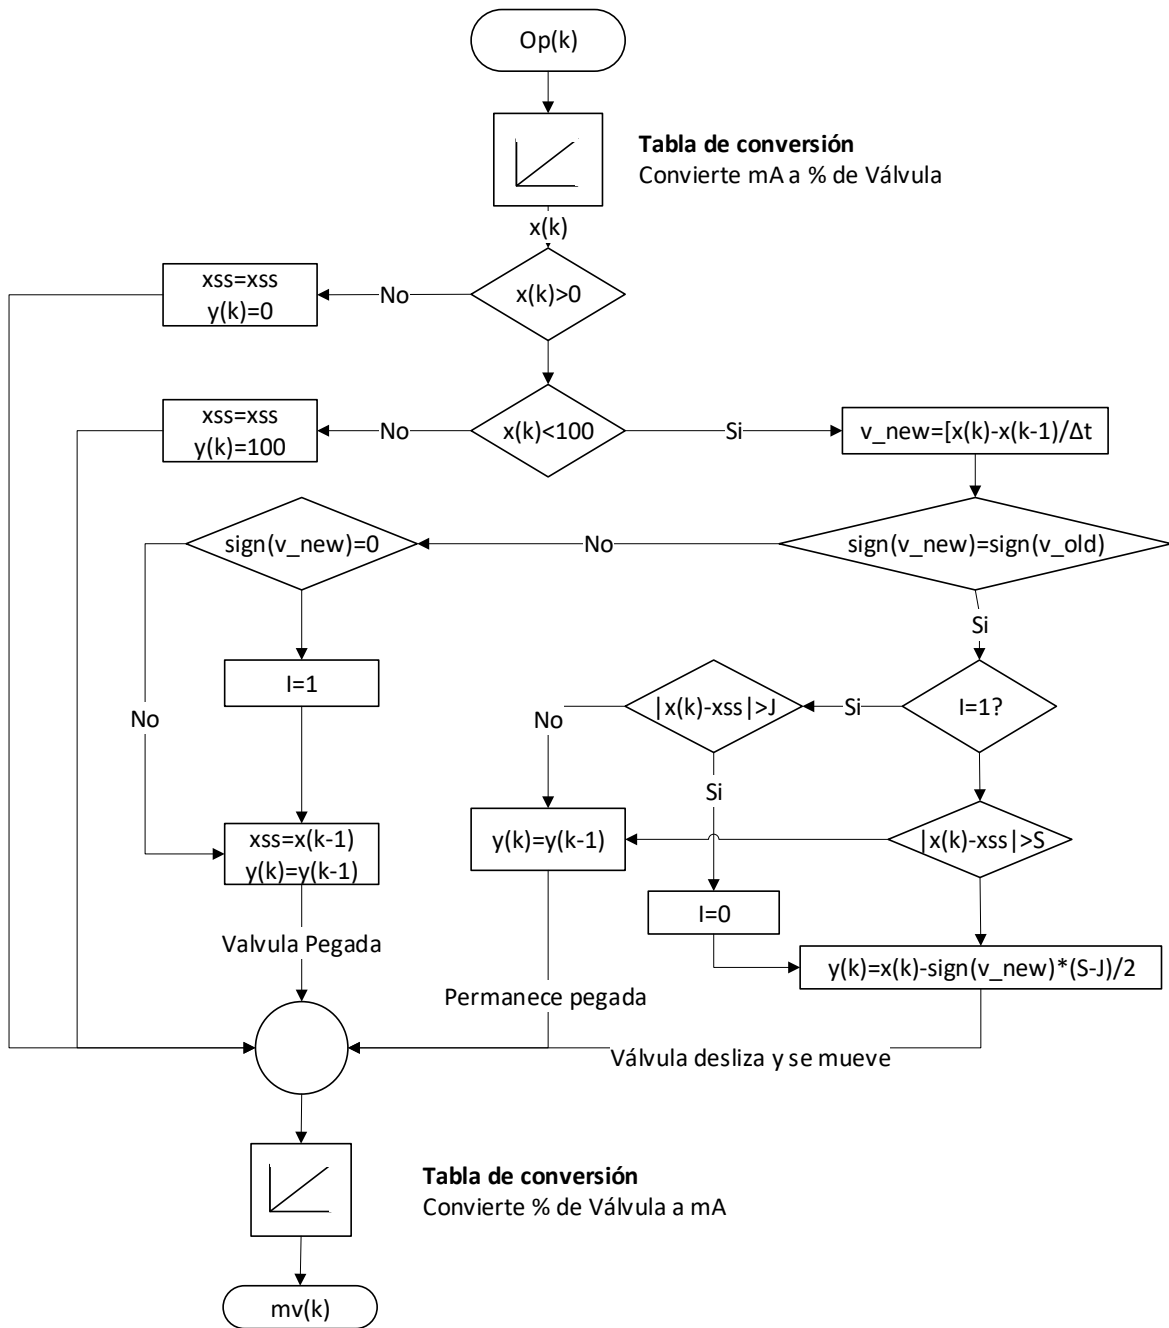 Op(k)
Tabla de conversión
Convierte mA a % de Válvula
x(k)
xss=xss
y(k)=0
No
x(k)>0
xss=xss
y(k)=100
No
x(k)<100
Si
v_new=[x(k)-x(k-1)/Δt
sign(v_new)=0
No
sign(v_new)=sign(v_old)
Si
I=1
No
No
|x(k)-xss|>J
Si
I=1?
Si
xss=x(k-1)
y(k)=y(k-1)
y(k)=y(k-1)
|x(k)-xss|>S
I=0
Valvula Pegada
y(k)=x(k)-sign(v_new)*(S-J)/2
Permanece pegada
Válvula desliza y se mueve
Tabla de conversión
Convierte % de Válvula a mA
mv(k)